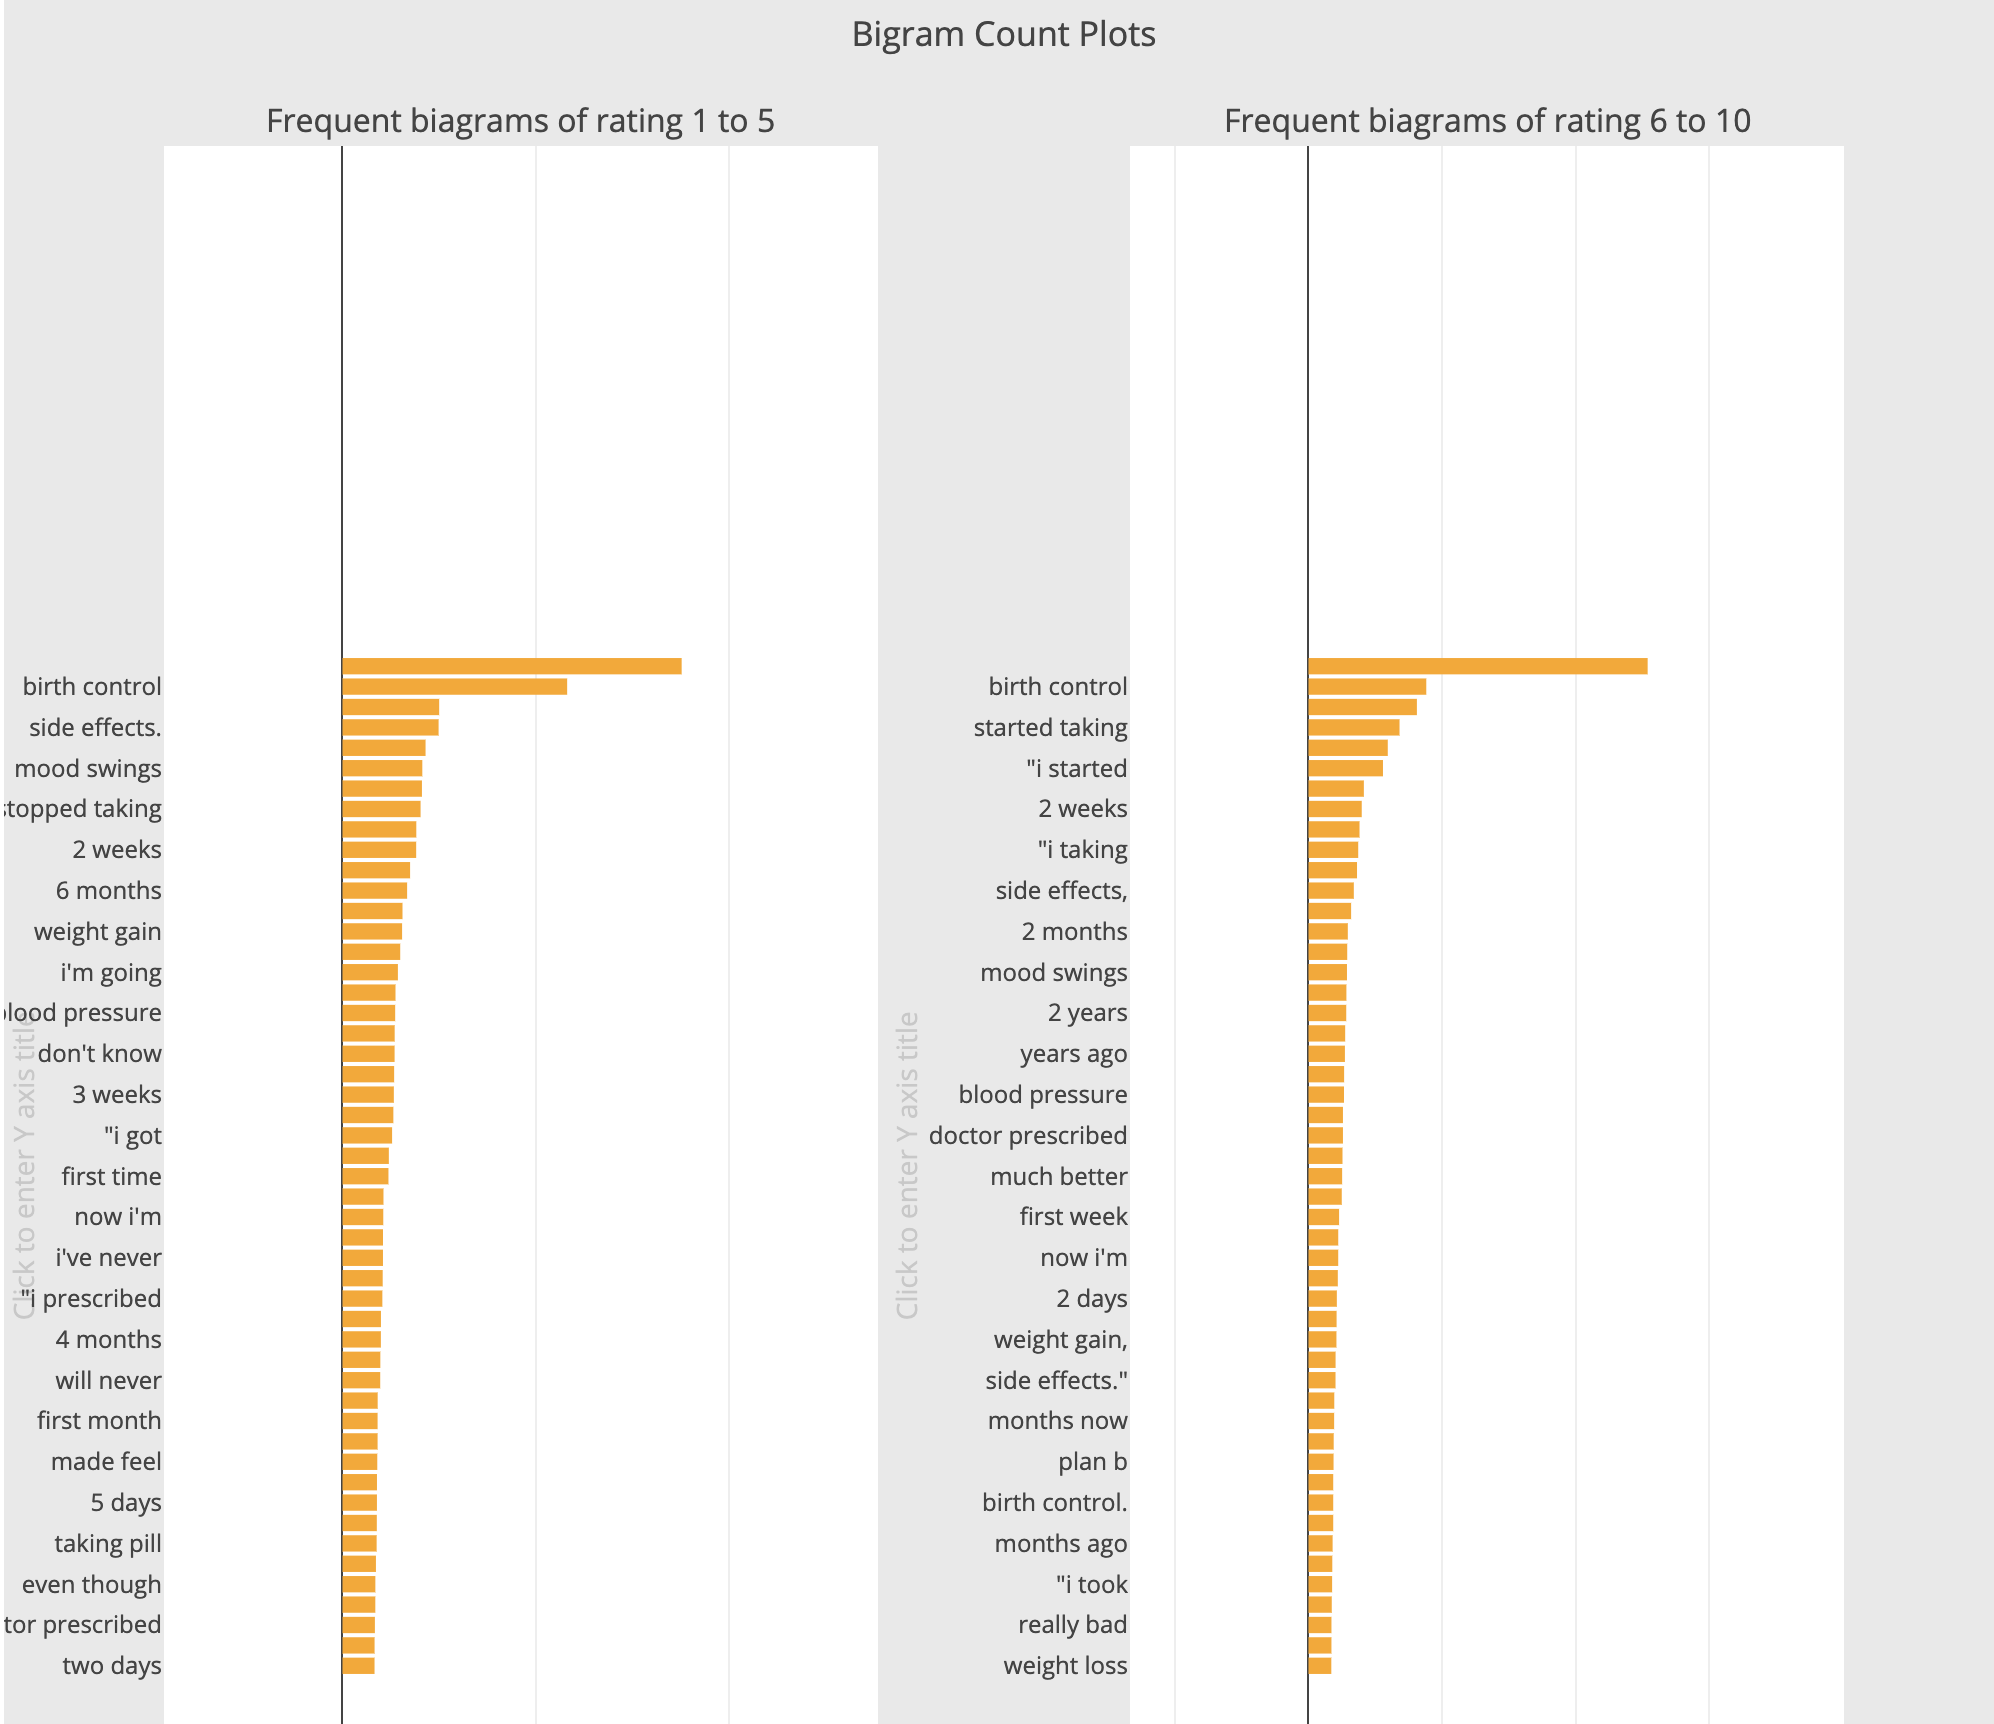 Bigram Count Plots
Frequent biagrams of rating 1 to 5
birth control
side effects.
mood swings
stopped taking
2 weeks
6 months
weight gain
i'm going
blood pressure
don't know
3 weeks
"i got
first time
now i'm
i've never
"i prescribed
4 months
will never
first month
made feel
5 days
taking pill
even though
tor prescribed
two days
Click to enter Y axis title
Frequent biagrams of rating 6 to 10
birth control
started taking
"i started
2 weeks
"i taking
side effects,
2 months
mood swings
2 years
years ago
blood pressure
doctor prescribed
much better
first week
now i'm
2 days
weight gain,
side effects."
months now
plan b
birth control.
months ago
"i took
really bad
weight loss
Click to enter Y axis title